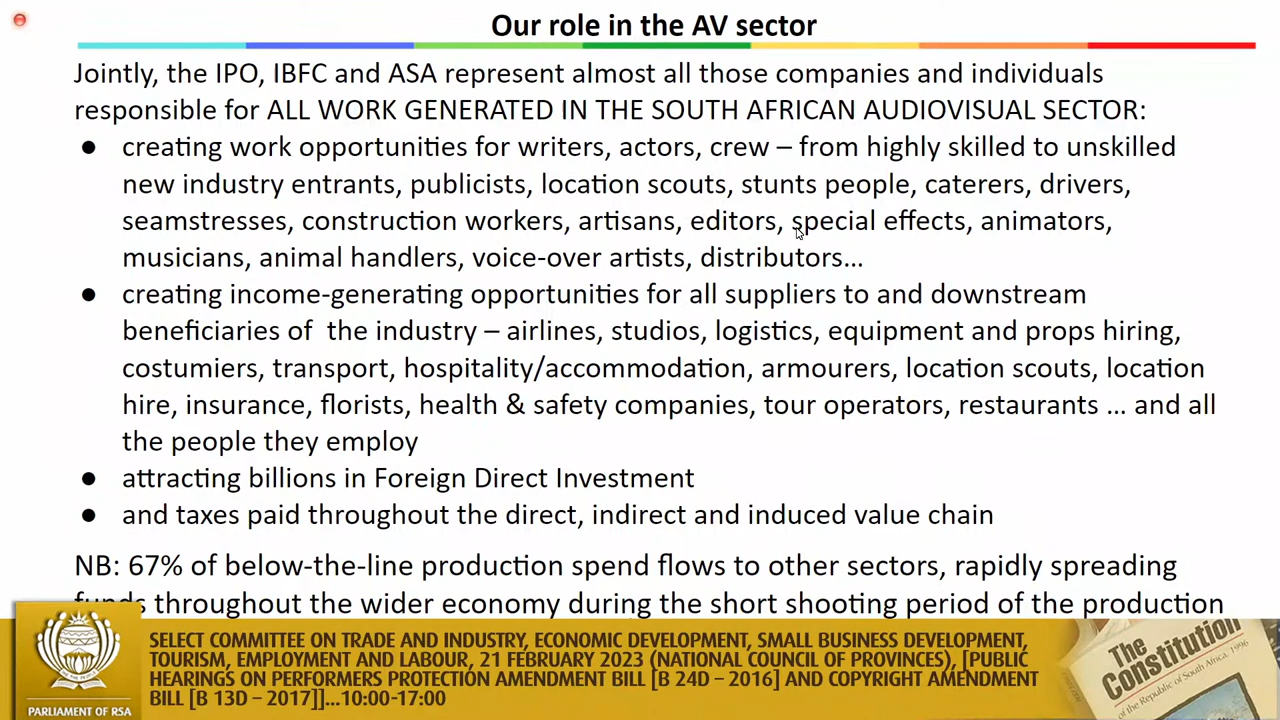 Our role in the AV sector
Jointly, the IPO, IBFC and ASA represent almost all those companies and individuals
responsible for ALL WORK GENERATED IN THE SOUTH AFRICAN AUDIOVISUAL SECTOR:
● creating work opportunities for writers, actors, crew – from highly skilled to unskilled
new industry entrants, publicists, location scouts, stunts people, caterers, drivers,
seamstresses, construction workers, artisans, editors, special effects, animators,
musicians, animal handlers, voice-over artists, distributors…
● creating income-generating opportunities for all suppliers to and downstream
beneficiaries of  the industry – airlines, studios, logistics, equipment and props hiring,
costumiers, transport, hospitality/accommodation, armourers, location scouts, location
hire, insurance, florists, health & safety companies, tour operators, restaurants … and all
the people they employ
● attracting billions in Foreign Direct Investment
● and taxes paid throughout the direct, indirect and induced value chain
NB: 67% of below-the-line production spend flows to other sectors, rapidly spreading
funds throughout the wider economy during the short shooting period of the production
SELECT COMMITTEE ON TRADE AND INDUSTRY, ECONOMIC DEVELOPMENT, SMALL BUSINESS DEVELOPMENT,
TOURISM, EMPLOYMENT AND LABOUR, 21 FEBRUARY 2023 (NATIONAL COUNCIL OF PROVINCES), [PUBLIC
HEARINGS ON PERFORMERS PROTECTION AMENDMENT BILL [B 24D – 2016] AND COPYRIGHT AMENDMENT
BILL [B 13D – 2017]]...10:00-17:00
PARLIAMENT OF RSA
The
Constitution
of the Republic of South Africa, 1996